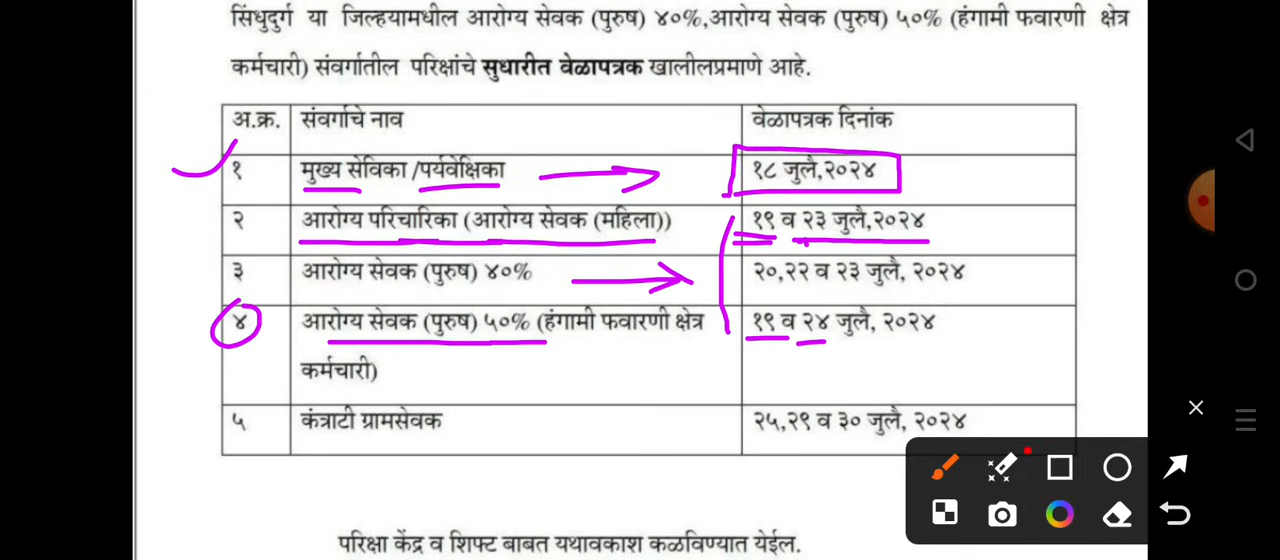 सिंधुदुर्ग या जिल्हयामधील आरोग्य सेवक (पुरुष) ४०%,आरोग्य सेवक (पुरुष) ५०% (हंगामी फवारणी क्षेत्र
कर्मचारी) संवर्गातील परिक्षांचे सुधारीत वेळापत्रक खालीलप्रमाणे आहे.
अ.क्र. संवर्गाचे नाव वेळापत्रक दिनांक
१ मुख्य सेविका /पर्यवेक्षिका १८ जुलै,२०२४
२ आरोग्य परिचारिका (आरोग्य सेवक (महिला)) १९ व २३ जुलै,२०२४
३ आरोग्य सेवक (पुरुष) ४०% २०,२२ व २३ जुलै, २०२४
४ आरोग्य सेवक (पुरुष) ५०% (हंगामी फवारणी क्षेत्र १९ व २४ जुलै, २०२४
कर्मचारी)
५ कंत्राटी ग्रामसेवक २५,२९ व ३० जुलै, २०२४
परिक्षा केंद्र व शिफ्ट बाबत यथावकाश कळविण्यात येईल.